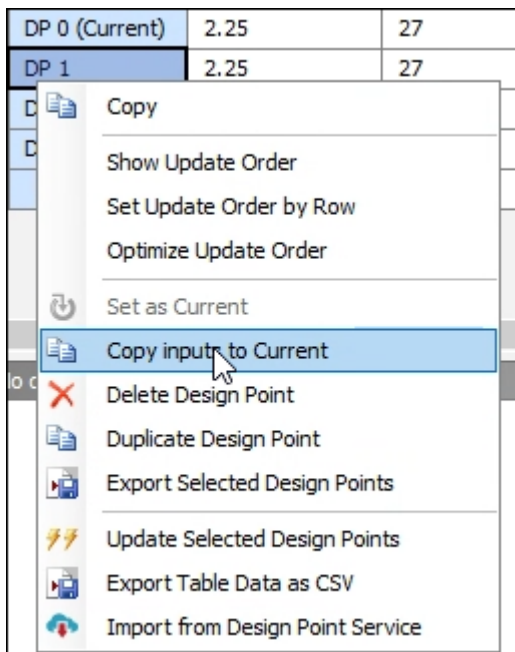 DP 0 (Current) 2.25 27
DP 1 2.25 27
D
Copy
D
Show Update Order
Set Update Order by Row
Optimize Update Order
Set as Current
Copy inputs to Current
lo d
Delete Design Point
Duplicate Design Point
Export Selected Design Points
Update Selected Design Points
Export Table Data as CSV
Import from Design Point Service